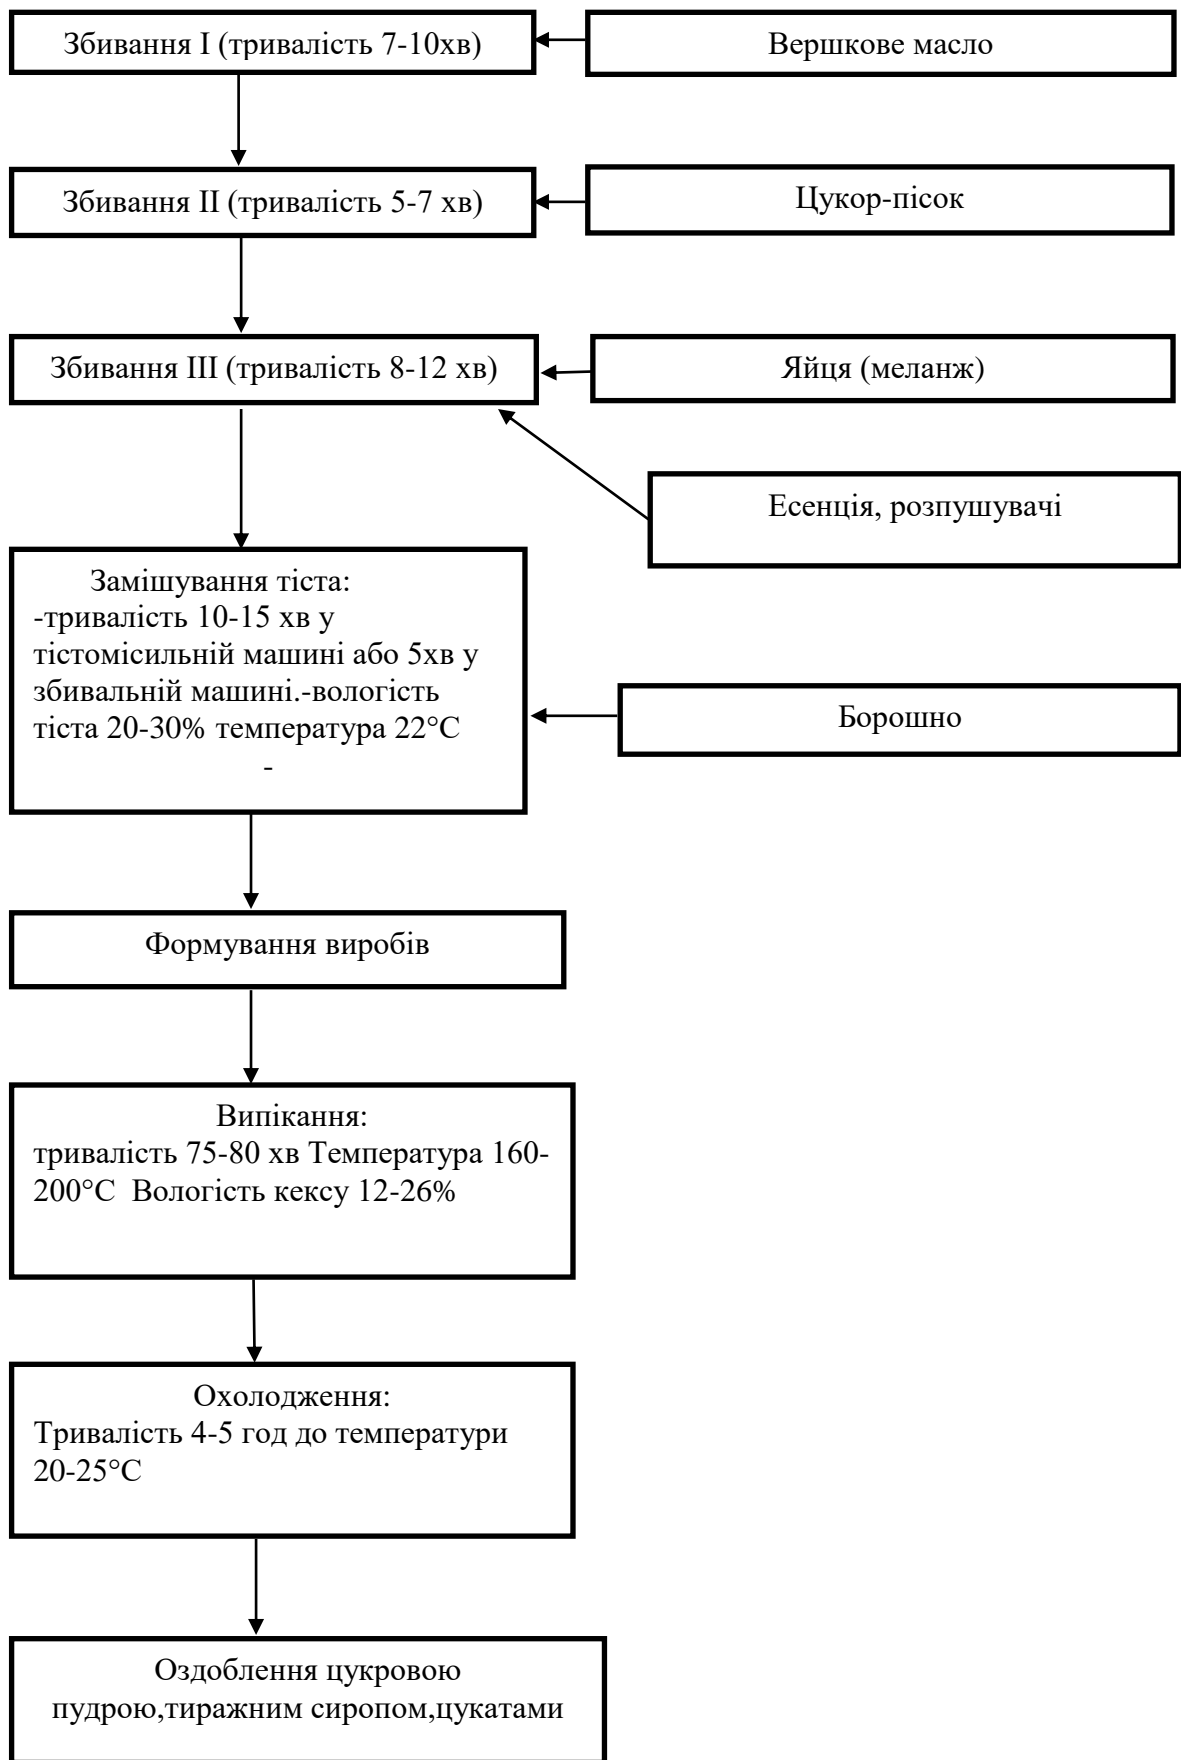 Збивання I (тривалість 7-10хв)
Вершкове масло
Збивання II (тривалість 5-7 хв)
Цукор-пісок
Збивання III (тривалість 8-12 хв)
Яйця (меланж)
Есенція, розпушувачі
Замішування тіста:
-тривалість 10-15 хв у
тістомісильній машині або 5хв у
збивальній машині.-вологість
тіста 20-30% температура 22°С
-
Борошно
Формування виробів
Випікання:
тривалість 75-80 хв Температура 160-
200°С Вологість кексу 12-26%
Охолодження:
Тривалість 4-5 год до температури
20-25°С
Оздоблення цукровою
пудрою,тиражним сиропом,цукатами